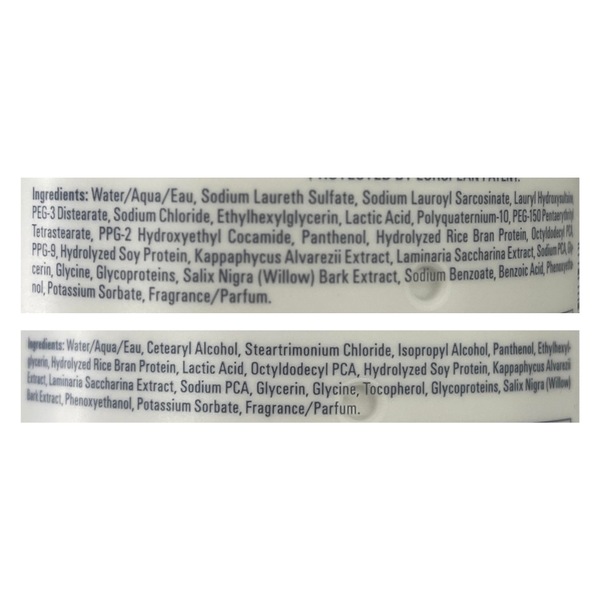 PROTECTED BY EUROPEAN PATENT.
Ingredients: Water/Aqua/Eau, Sodium Laureth Sulfate, Sodium Lauroyl Sarcosinate, Lauryl Hydroxysultaine,
PEG-3 Distearate, Sodium Chloride, Ethylhexylglycerin, Lactic Acid, Polyquaternium-10, PEG-150 Pentaerythrityl
Tetrastearate, PPG-2 Hydroxyethyl Cocamide, Panthenol, Hydrolyzed Rice Bran Protein, Octyldodecyl PCA,
PPG-9, Hydrolyzed Soy Protein, Kappaphycus Alvarezii Extract, Laminaria Saccharina Extract, Sodium PCA, Gly-
cerin, Glycine, Glycoproteins, Salix Nigra (Willow) Bark Extract, Sodium Benzoate, Benzoic Acid, Phenoxyetha-
nol, Potassium Sorbate, Fragrance/Parfum.
Ingredients: Water/Aqua/Eau, Cetearyl Alcohol, Steartrimonium Chloride, Isopropyl Alcohol, Panthenol, Ethylhexyl-
glycerin, Hydrolyzed Rice Bran Protein, Lactic Acid, Octyldodecyl PCA, Hydrolyzed Soy Protein, Kappaphycus Alvarezii
Extract, Laminaria Saccharina Extract, Sodium PCA, Glycerin, Glycine, Tocopherol, Glycoproteins, Salix Nigra (Willow)
Bark Extract, Phenoxyethanol, Potassium Sorbate, Fragrance/Parfum.